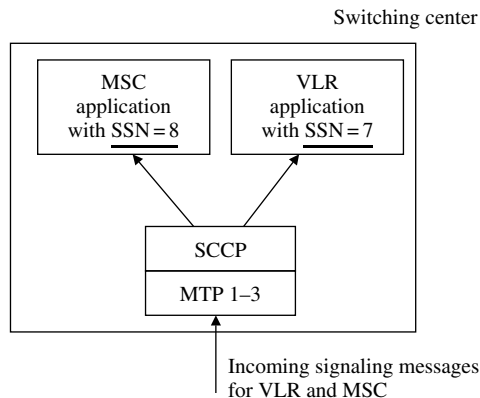 Switching center
MSC
application
with SSN = 8
VLR
application
with SSN = 7
SCCP
MTP 1–3
Incoming signaling messages
for VLR and MSC